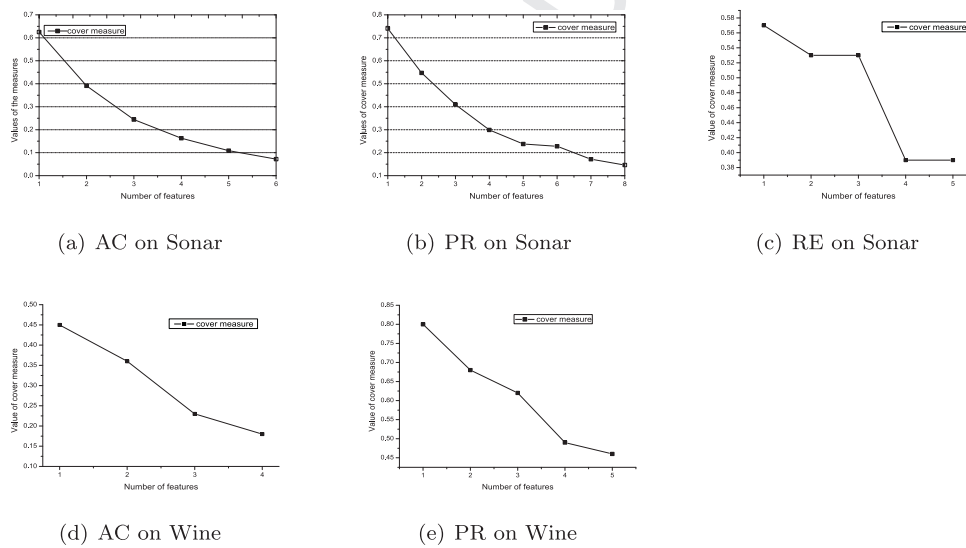 0,7
0,6
0,5
0,4
0,3
0,2
0,1
0,0
Values of the measures
cover measure
1 2 3 4 5 6
Number of features
(a) AC on Sonar
0,8
0,7
0,6
0,5
0,4
0,3
0,2
0,1
Values of cover measure
cover measure
1 2 3 4 5 6 7 8
Number of features
(b) PR on Sonar
0.58
0.56
0.54
0.52
0.50
0.48
0.46
0.44
0.42
0.40
0.38
Value of cover measure
cover measure
1 2 3 4 5
Number of features
(c) RE on Sonar
0.50
0.45
0.40
0.35
0.30
0.25
0.20
0.15
0.10
Value of cover measure
cover measure
1 2 3 4
Number of features
(d) AC on Wine
0.85
0.80
0.75
0.70
0.65
0.60
0.55
0.50
0.45
Value of cover measure
cover measure
1 2 3 4 5
Number of features
(e) PR on Wine